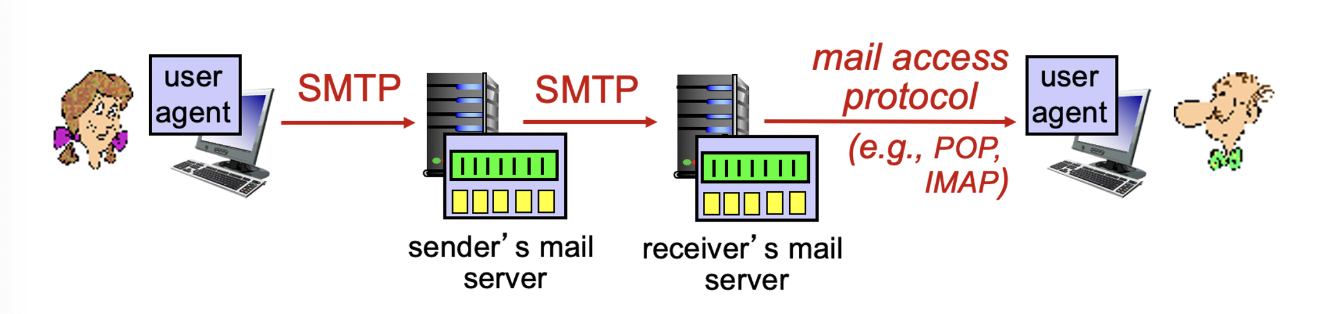 user
agent
SMTP
SMTP
mail access
protocol
(e.g., POP,
IMAP)
user
agent
sender’s mail
server
receiver’s mail
server